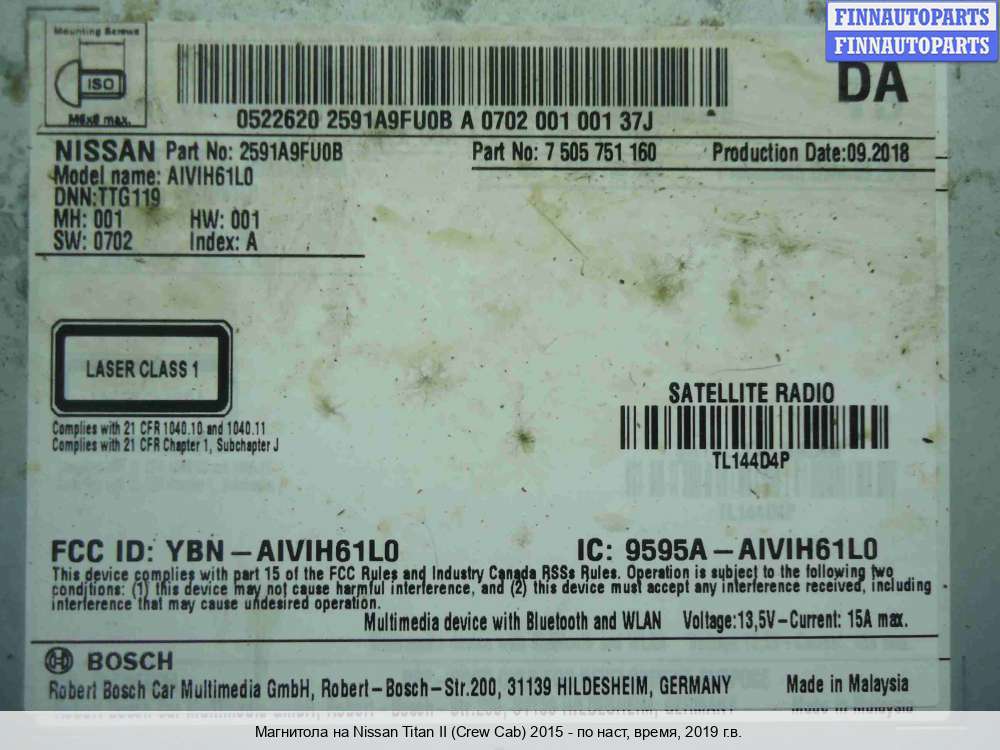 FINNAUTOPARTS
FINNAUTOPARTS
Mounting Screws
ISO
M5x8 max.
DA
0522620 2591A9FU0B A 0702 001 001 37J
NISSAN Part No: 2591A9FU0B
Part No: 7 505 751 160
Production Date:09.2018
Model name: AIVIH61L0
DNN:TTG119
MH: 001 HW: 001
SW: 0702 Index: A
LASER CLASS 1
Complies with 21 CFR 1040.10 and 1040.11
Complies with 21 CFR Chapter 1, Subchapter J
SATELLITE RADIO
TL144D4P
FCC ID: YBN-AIVIH61L0
IC: 9595A-AIVIH61L0
This device complies with part 15 of the FCC Rules and Industry Canada RSSs Rules. Operation is subject to the following two
conditions: (1) this device may not cause harmful interference, and (2) this device must accept any interference received, including
interference that may cause undesired operation.
Multimedia device with Bluetooth and WLAN Voltage:13,5V-Current: 15A max.
BOSCH
Robert Bosch Car Multimedia GmbH, Robert-Bosch-Str.200, 31139 HILDESHEIM, GERMANY
Made in Malaysia
Магнитола на Nissan Titan II (Crew Cab) 2015 - по наст, время, 2019 г.в.